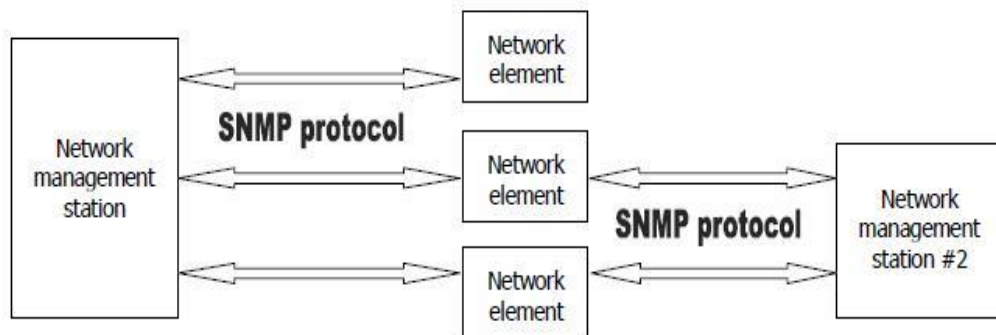 Network
element
SNMP protocol
Network
management
station
Network
element
SNMP protocol
Network
management
station #2
Network
element